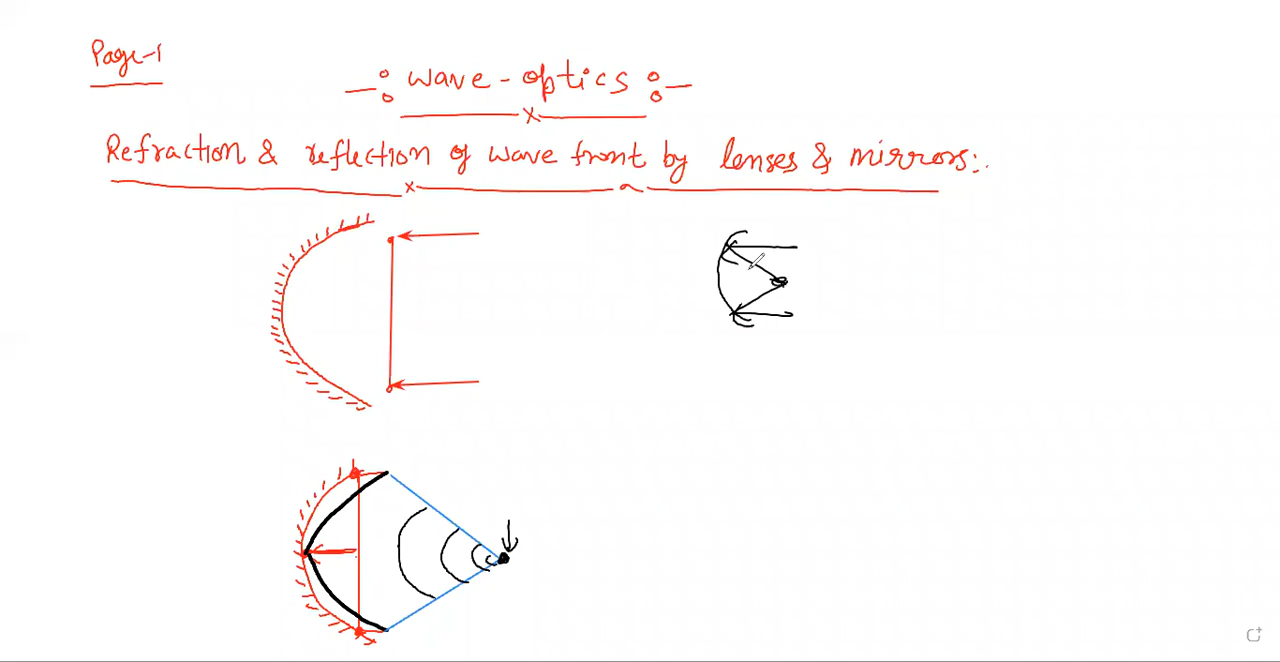 Page-1
wave-optics
Refraction & reflection of wave front by lenses & mirrors:.